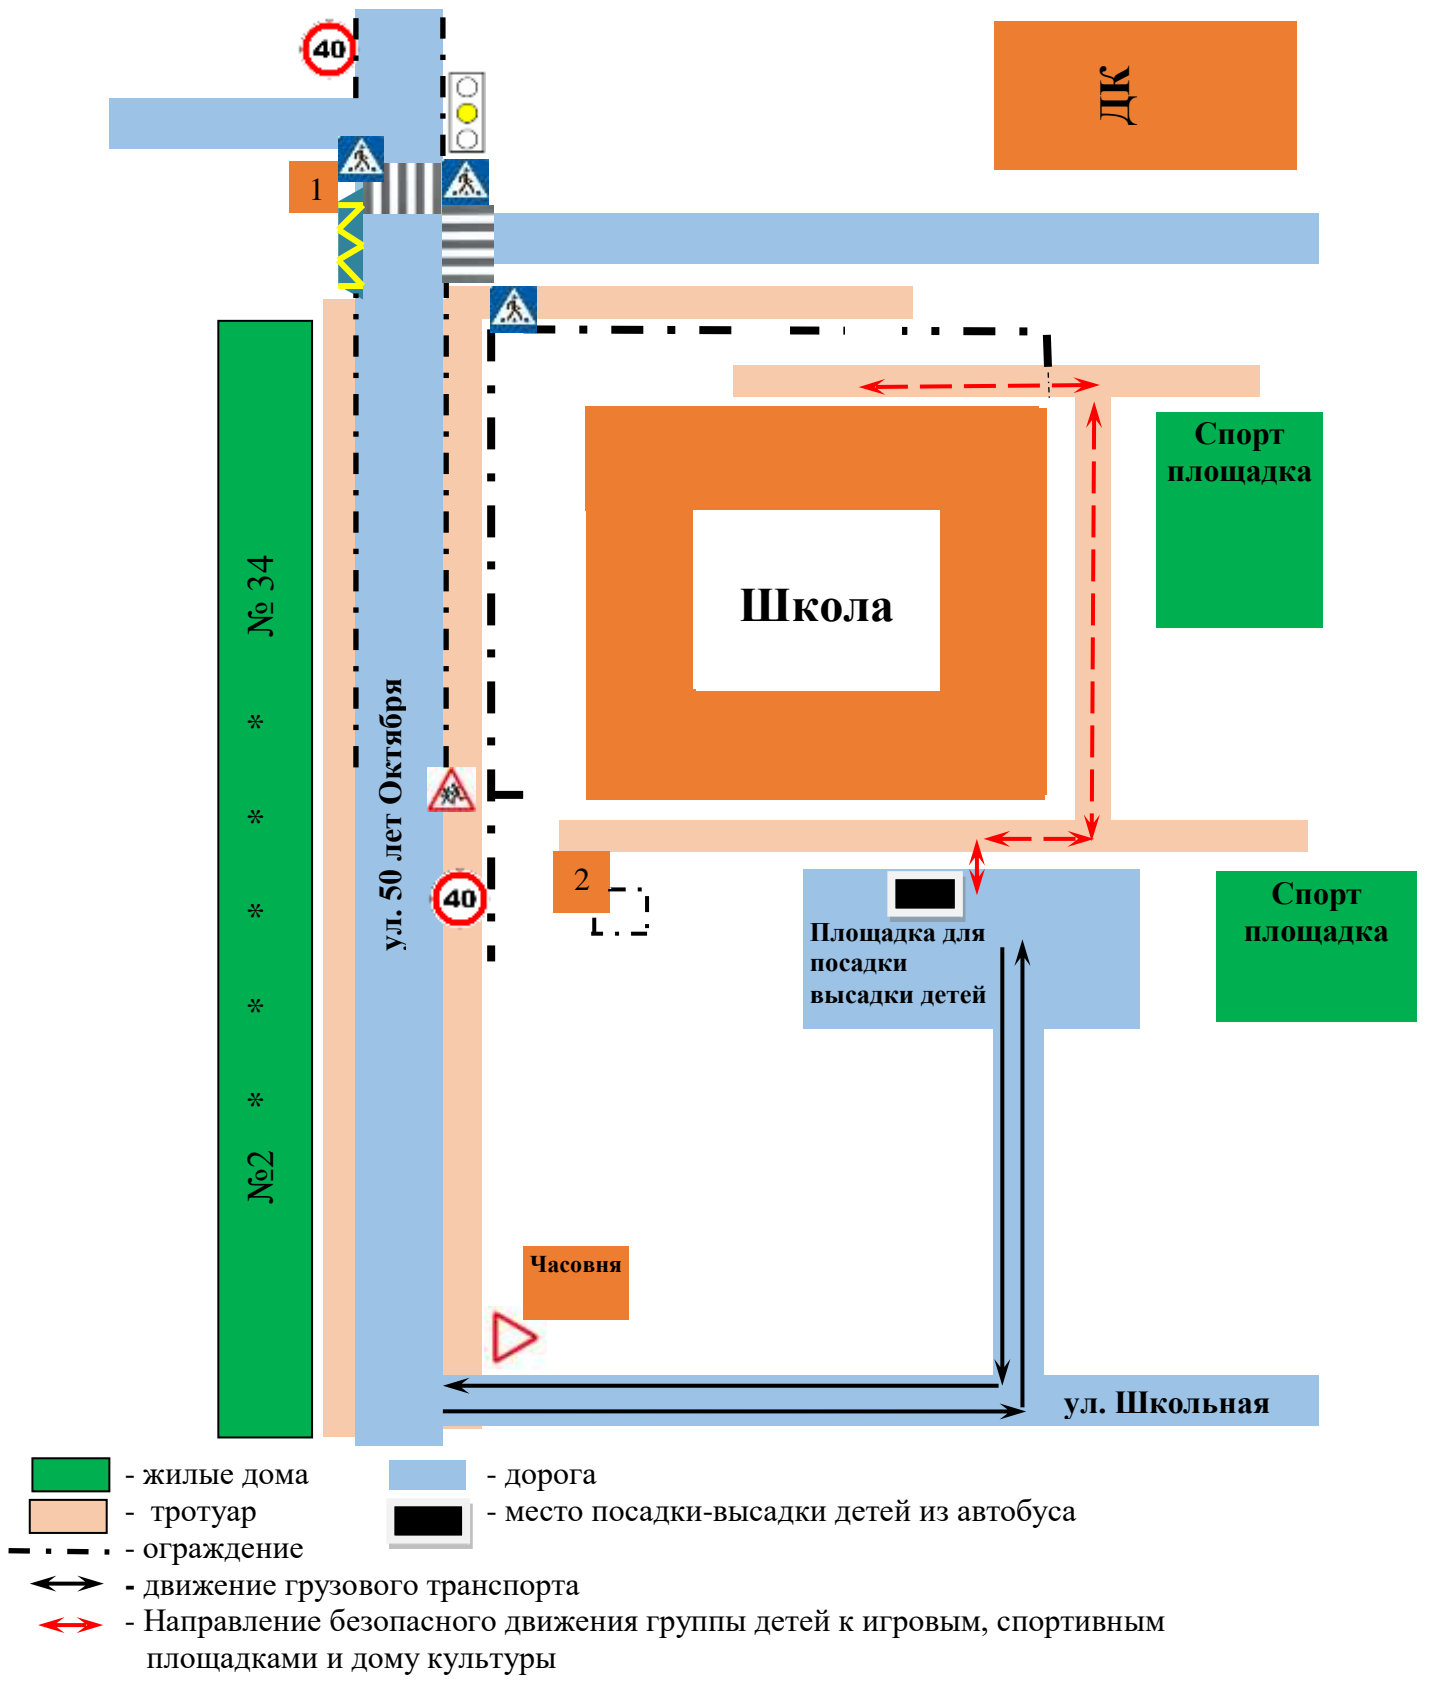 40
ДК
1
Спорт
площадка
№ 34
Школа
*
ул. 50 лет Октября
*
2
40
*
Спорт
площадка
Площадка для
посадки
высадки детей
*
*
№2
Часовня
ул. Школьная
- жилые дома
- дорога
- тротуар
- место посадки-высадки детей из автобуса
- ограждение
- движение грузового транспорта
- Направление безопасного движения группы детей к игровым, спортивным
площадками и дому культуры